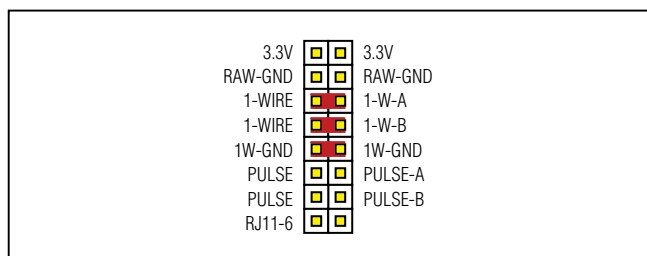 3.3V 3.3V
RAW-GND RAW-GND
1-WIRE 1-W-A
1-WIRE 1-W-B
1W-GND 1W-GND
PULSE PULSE-A
PULSE PULSE-B
RJ11-6